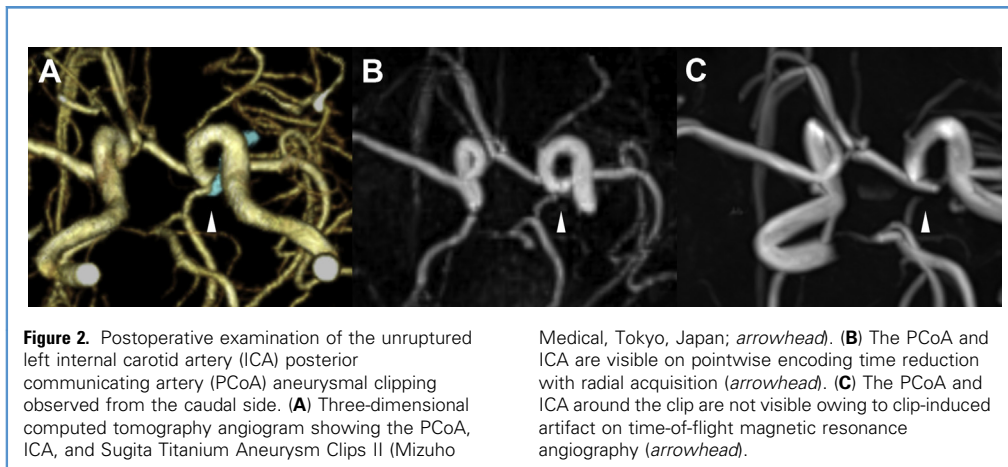 A
B
C
Figure 2. Postoperative examination of the unruptured
left internal carotid artery (ICA) posterior
communicating artery (PCoA) aneurysmal clipping
observed from the caudal side. (A) Three-dimensional
computed tomography angiogram showing the PCoA,
ICA, and Sugita Titanium Aneurysm Clips II (Mizuho
Medical, Tokyo, Japan; arrowhead). (B) The PCoA and
ICA are visible on pointwise encoding time reduction
with radial acquisition (arrowhead). (C) The PCoA and
ICA around the clip are not visible owing to clip-induced
artifact on time-of-flight magnetic resonance
angiography (arrowhead).